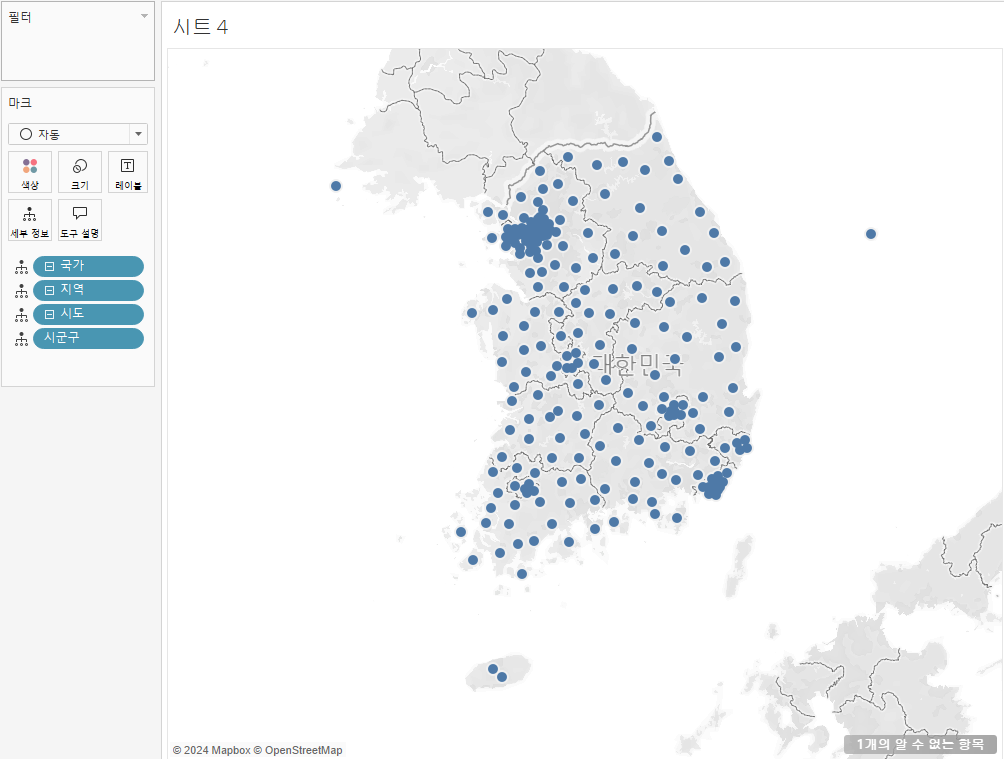 필터
시트 4
마크
자동
색상
크기
레이블
세부 정보
도구 설명
국가
지역
시도
시군구
대한민국
© 2024 Mapbox © OpenStreetMap
1개의 알 수 없는 항목